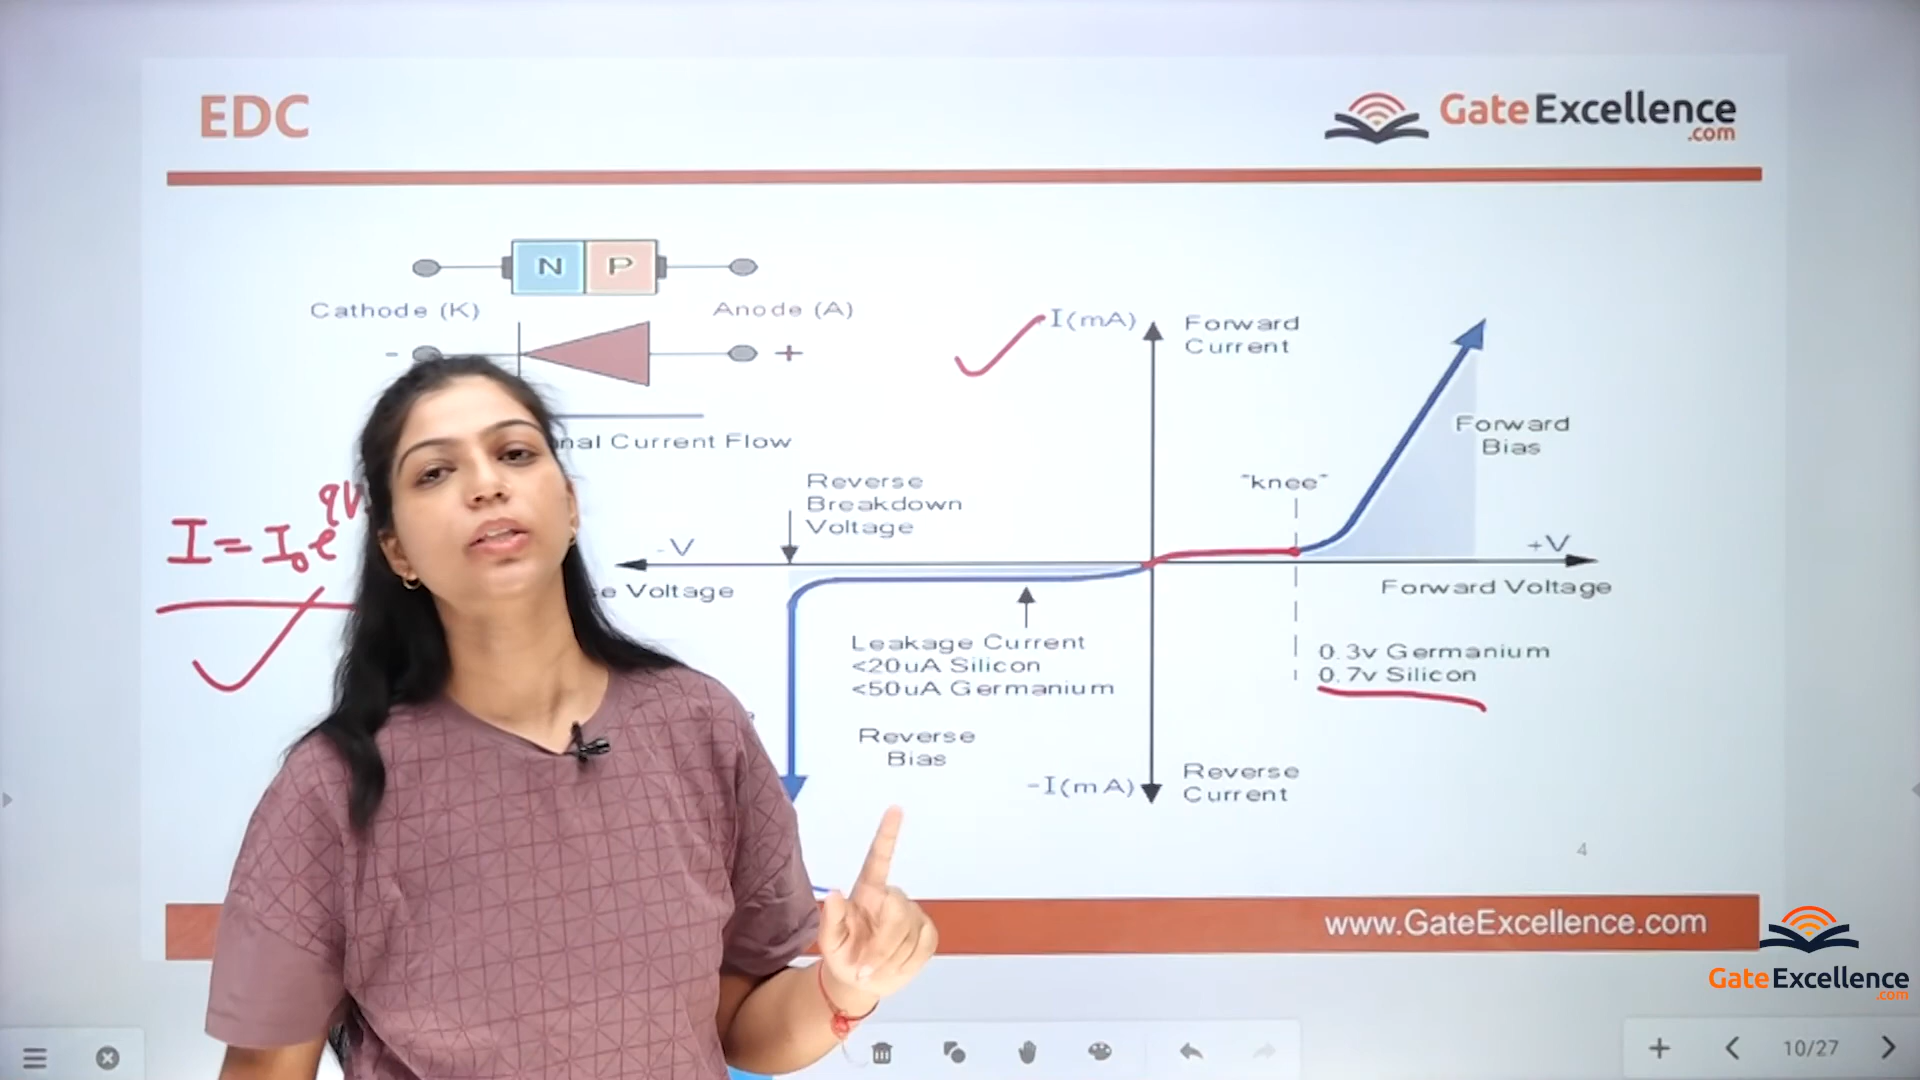 EDC
GateExcellence
.com
N P
Cathode (K)
Anode (A)
- +
Current Flow
I(mA)
Forward
Current
Forward
Bias
"knee"
Reverse
Breakdown
Voltage
-V
+V
I = I₀e^qV
Voltage
Forward Voltage
Leakage Current
<20uA Silicon
<50uA Germanium
0.3v Germanium
0.7v Silicon
Reverse
Bias
-I(mA)
Reverse
Current
4
www.GateExcellence.com
GateExcellence
.com
10/27